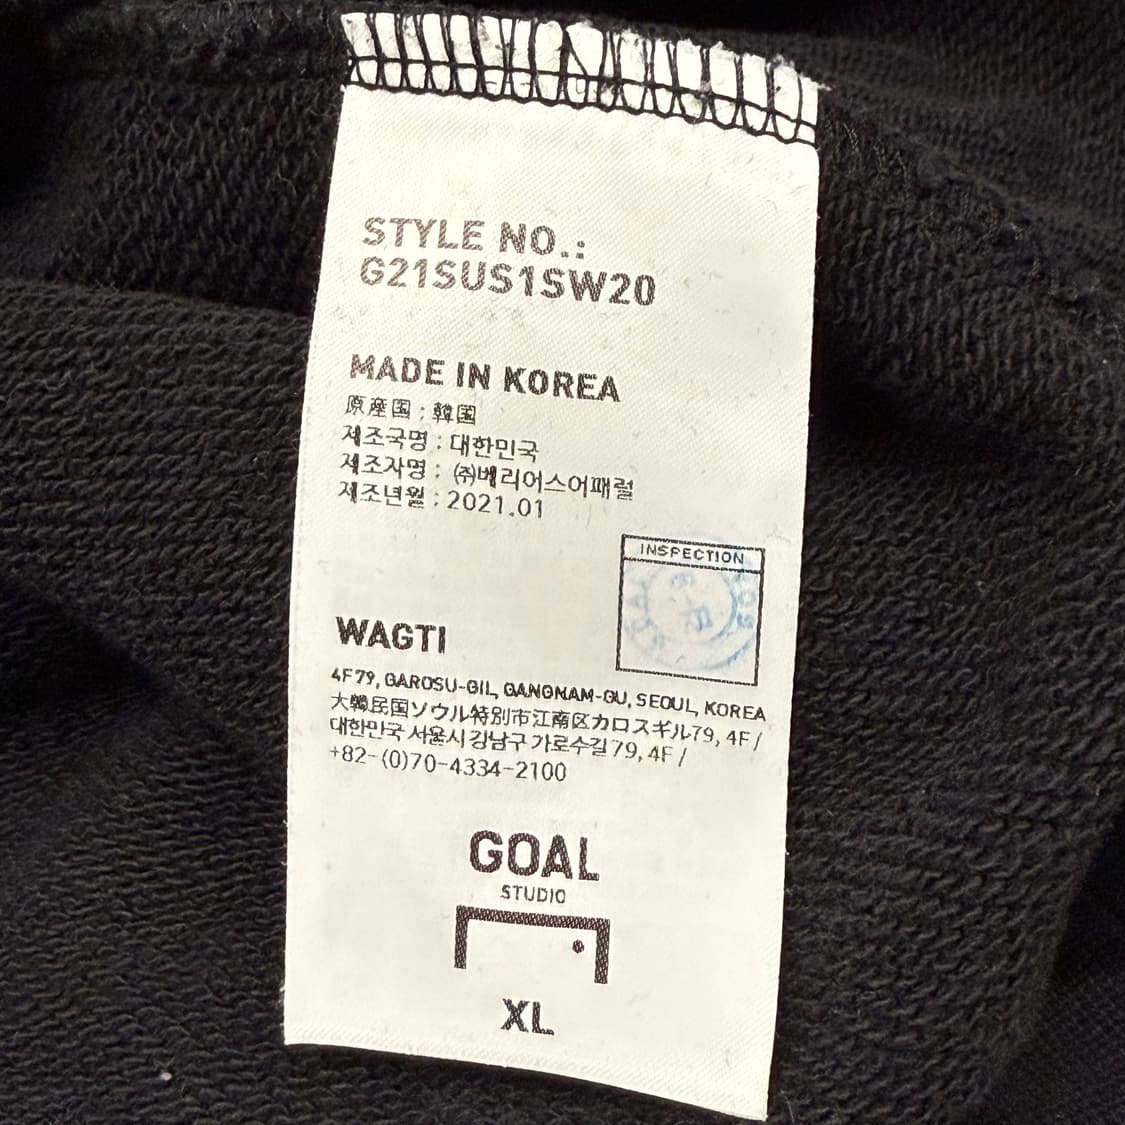 STYLE NO.:
G21SUS1SW20
MADE IN KOREA
原産国 : 韓国
제조국명 : 대한민국
제조자명 : ㈜베리어스어패럴
제조년월 : 2021.01
INSPECTION
WAGTI
4F 79, GAROSU-GIL, GANGNAM-GU, SEOUL, KOREA
大韓民国ソウル特別市江南区カロスギル79, 4F /
대한민국 서울시 강남구 가로수길 79, 4F /
+82-(0)70-4334-2100
GOAL
STUDIO
XL